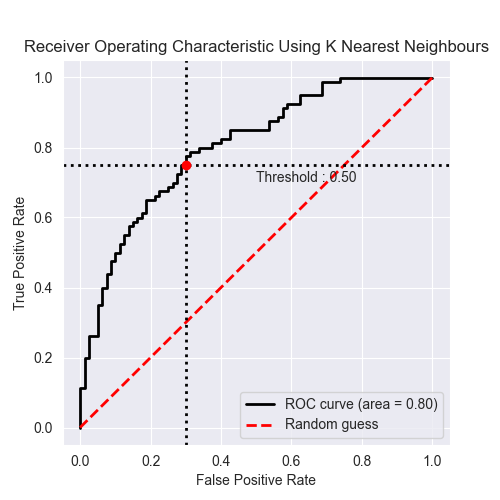 Receiver Operating Characteristic Using K Nearest Neighbours
1.0
0.8
0.6
0.4
0.2
0.0
True Positive Rate
Threshold : 0.50
ROC curve (area = 0.80)
Random guess
0.0 0.2 0.4 0.6 0.8 1.0
False Positive Rate